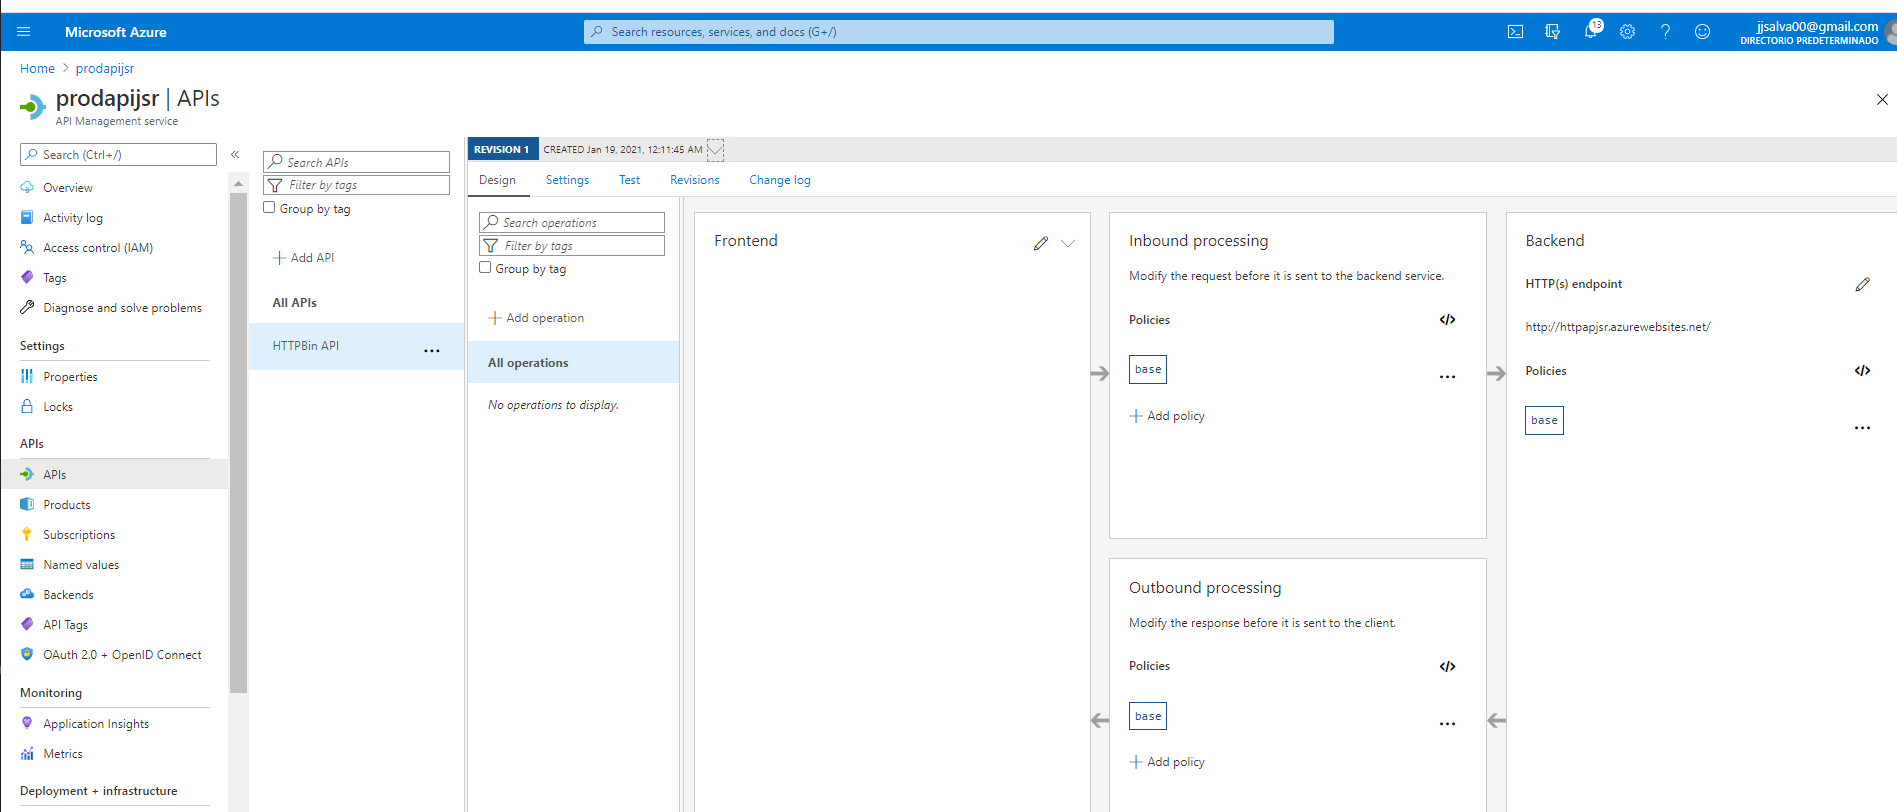 Microsoft Azure
Search resources, services, and docs (G+/)
13
jjsalva00@gmail.com
DIRECTORIO PREDETERMINADO
Home > prodapijsr
prodapijsr | APIs
API Management service
Search (Ctrl+/)
«
Overview
Activity log
Access control (IAM)
Tags
Diagnose and solve problems
Settings
Properties
Locks
APIs
APIs
Products
Subscriptions
Named values
Backends
API Tags
OAuth 2.0 + OpenID Connect
Monitoring
Application Insights
Metrics
Deployment + infrastructure
Search APIs
Filter by tags
Group by tag
Add API
All APIs
HTTPBin API
...
REVISION 1 CREATED Jan 19, 2021, 12:11:45 AM
Design Settings Test Revisions Change log
Search operations
Filter by tags
Group by tag
Add operation
All operations
No operations to display.
Frontend
Inbound processing
Modify the request before it is sent to the backend service.
Policies </>
base ...
Add policy
Outbound processing
Modify the response before it is sent to the client.
Policies </>
base ...
Add policy
Backend
HTTP(s) endpoint
http://httpapjsr.azurewebsites.net/
Policies </>
base ...